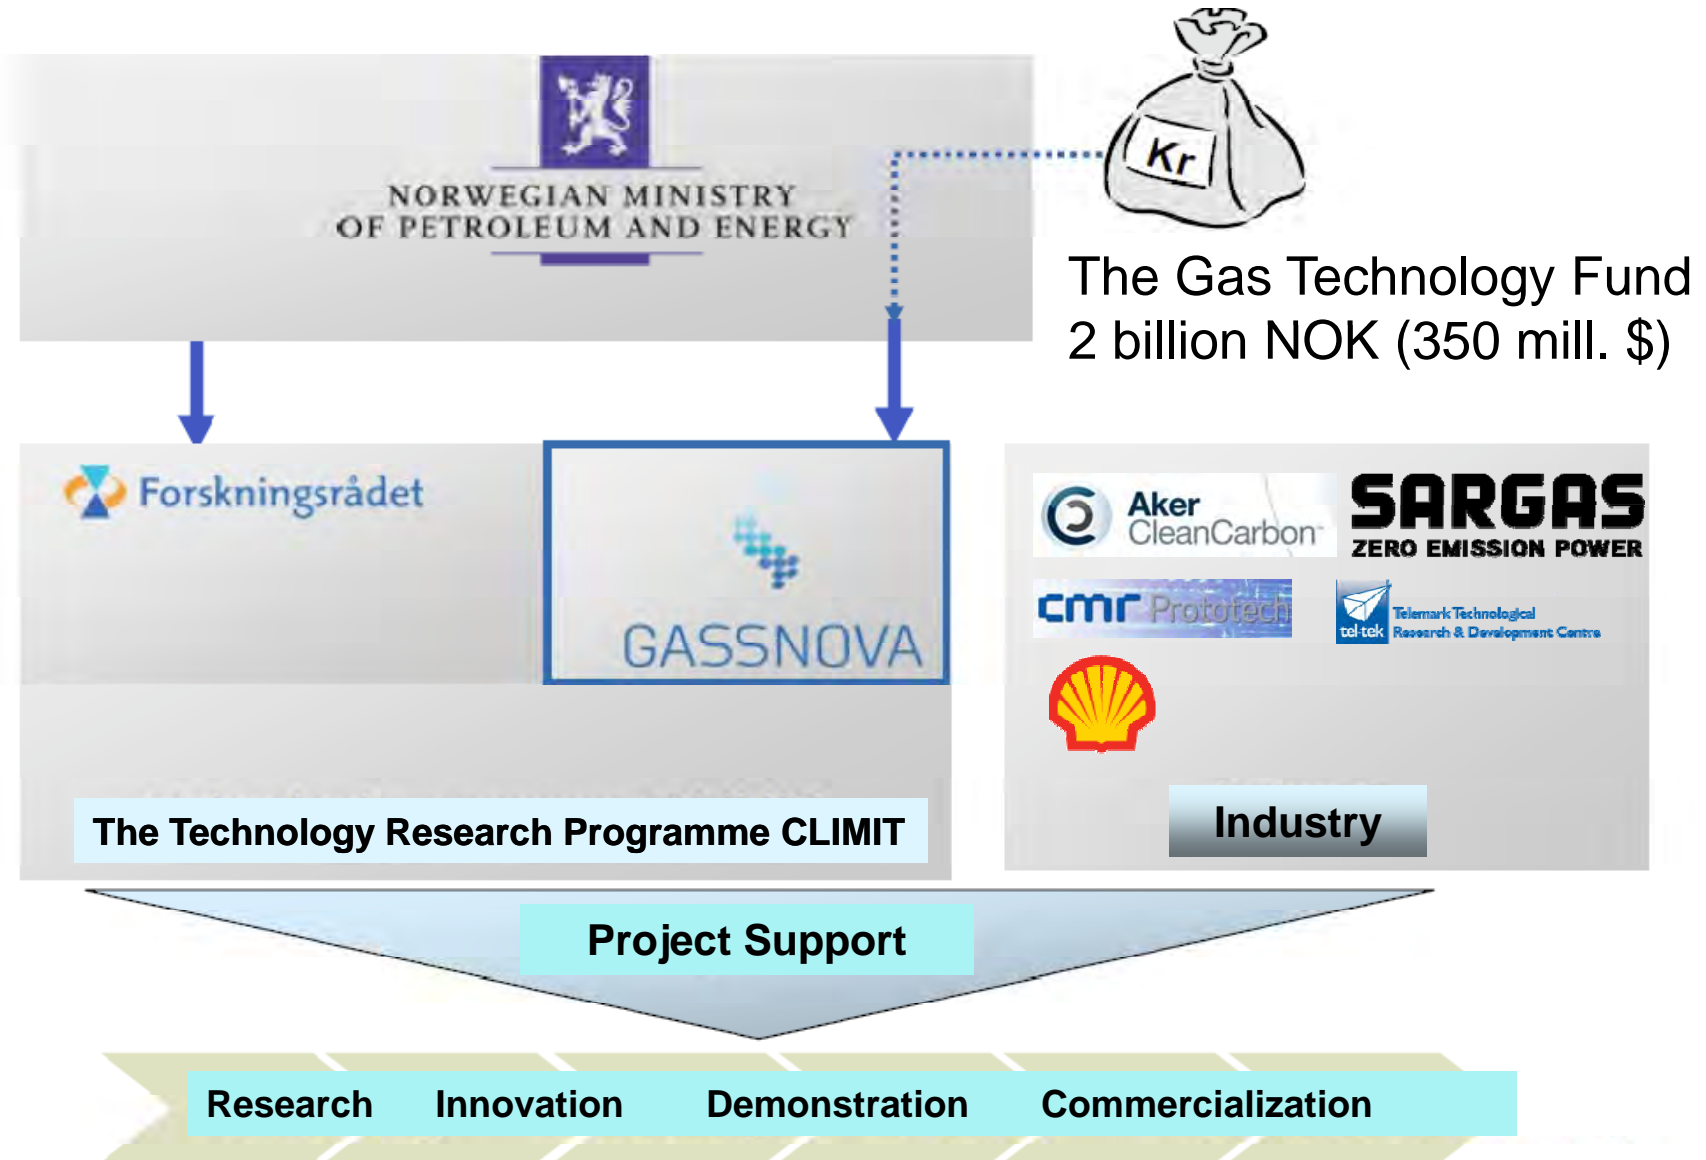 Kr
NORWEGIAN MINISTRY
OF PETROLEUM AND ENERGY
The Gas Technology Fund
2 billion NOK (350 mill. $)
Forskningsrådet
GASSNOVA
Aker
CleanCarbon
SARGAS
ZERO EMISSION POWER
cmr Prototech
tel-tek
Telemark Technological
Research & Development Centre
The Technology Research Programme CLIMIT
Industry
Project Support
Research Innovation Demonstration Commercialization